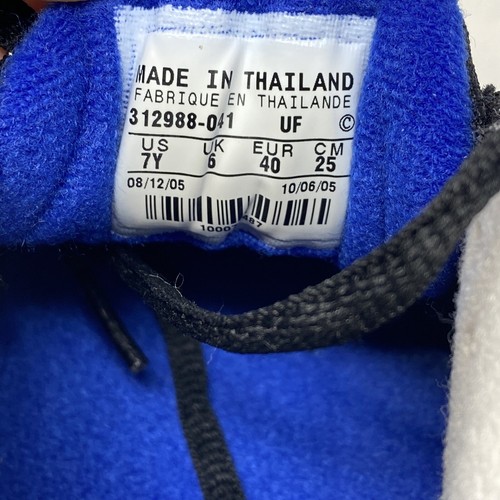 MADE IN THAILAND
FABRIQUE EN THAILANDE
312988-041 UF ©
US UK EUR CM
7Y 6 40 25
08/12/05 10/06/05